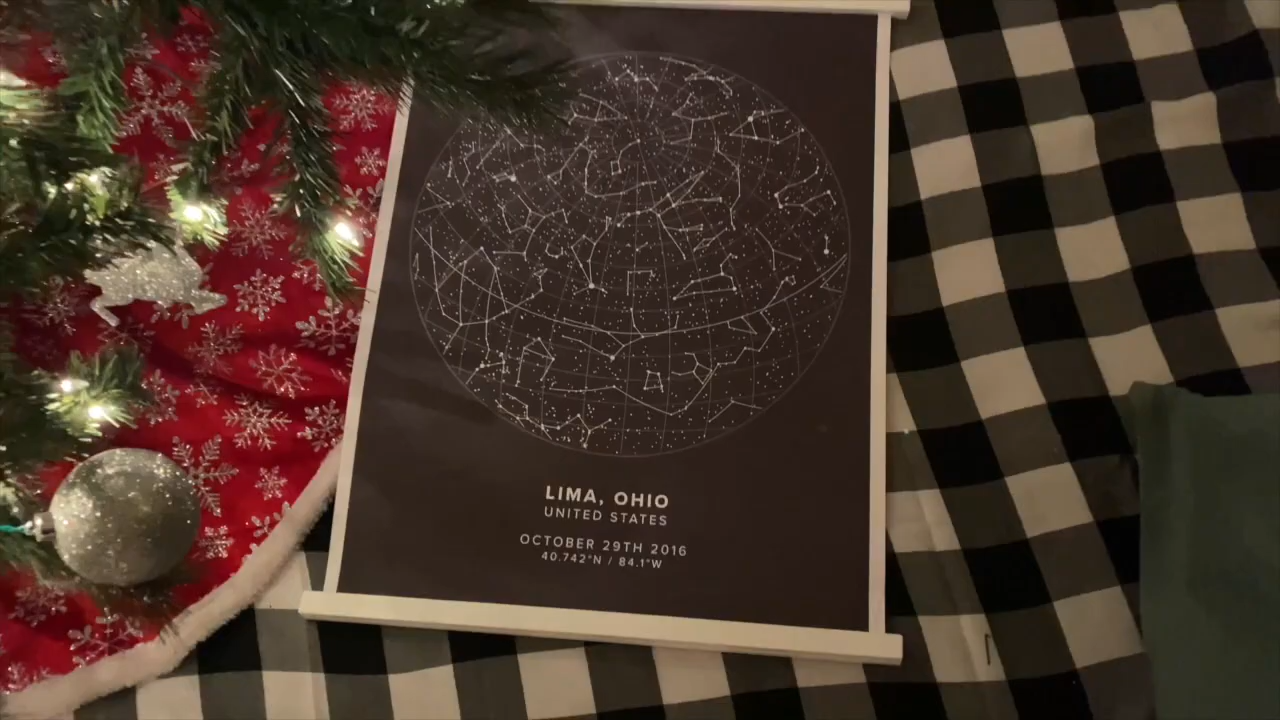 LIMA, OHIO
UNITED STATES
OCTOBER 29TH 2016
40.742°N / 84.1°W